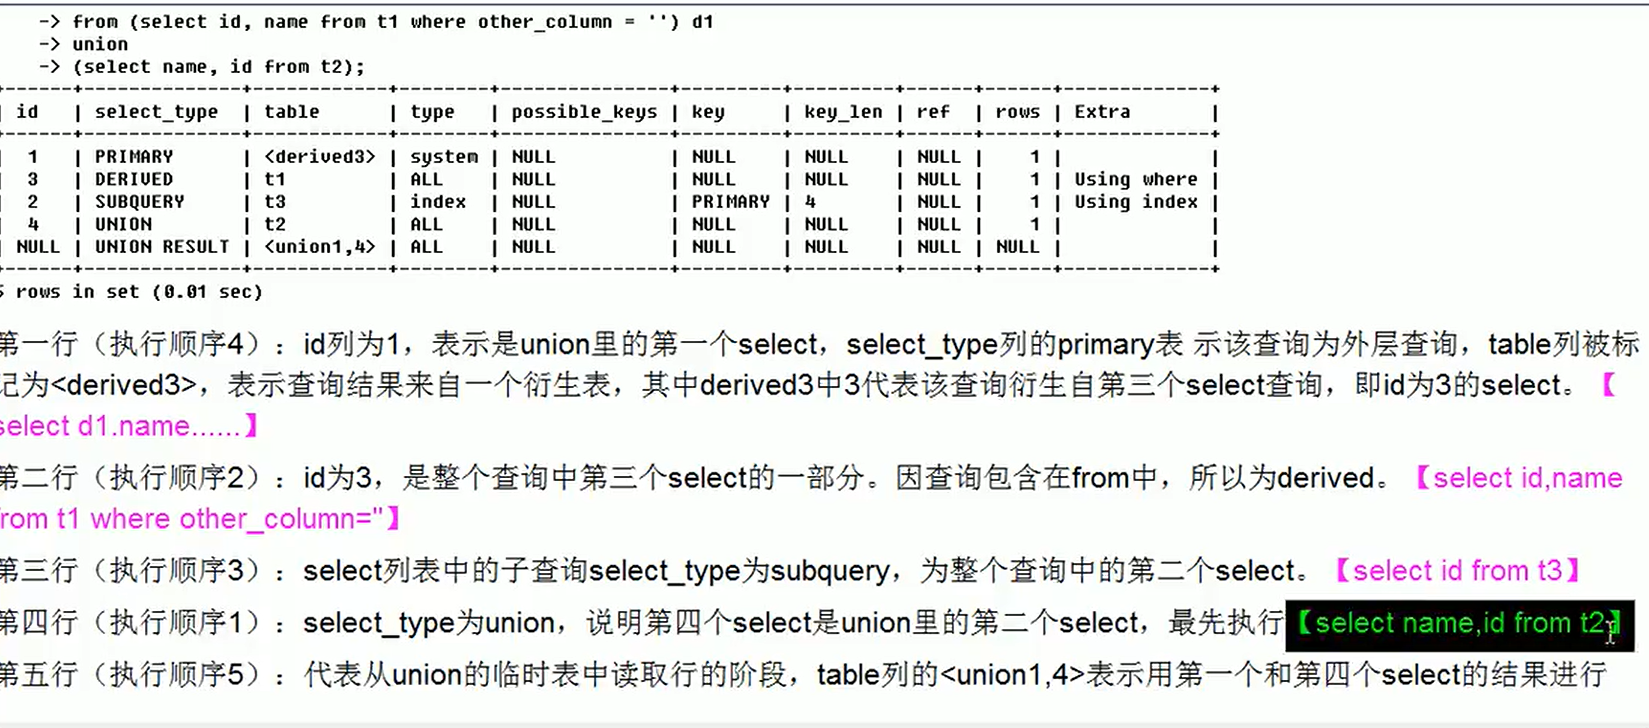 -> from (select id, name from t1 where other_column = '') d1
-> union
-> (select name, id from t2);
| id | select_type | table | type | possible_keys | key | key_len | ref | rows | Extra |
| 1 | PRIMARY | <derived3> | system | NULL | NULL | NULL | NULL | 1 | |
| 3 | DERIVED | t1 | ALL | NULL | NULL | NULL | NULL | 1 | Using where |
| 2 | SUBQUERY | t3 | index | NULL | PRIMARY | 4 | NULL | 1 | Using index |
| 4 | UNION | t2 | ALL | NULL | NULL | NULL | NULL | 1 | |
| NULL | UNION RESULT | <union1,4> | ALL | NULL | NULL | NULL | NULL | NULL | |
5 rows in set (0.01 sec)
第一行（执行顺序4）：id列为1，表示是union里的第一个select，select_type列的primary表 示该查询为外层查询，table列被标
记为<derived3>，表示查询结果来自一个衍生表，其中derived3中3代表该查询衍生自第三个select查询，即id为3的select。【
select d1.name......】
第二行（执行顺序2）：id为3，是整个查询中第三个select的一部分。因查询包含在from中，所以为derived。【select id,name
from t1 where other_column=''】
第三行（执行顺序3）：select列表中的子查询select_type为subquery，为整个查询中的第二个select。【select id from t3】
第四行（执行顺序1）：select_type为union，说明第四个select是union里的第二个select，最先执行【select name,id from t2】
第五行（执行顺序5）：代表从union的临时表中读取行的阶段，table列的<union1,4>表示用第一个和第四个select的结果进行